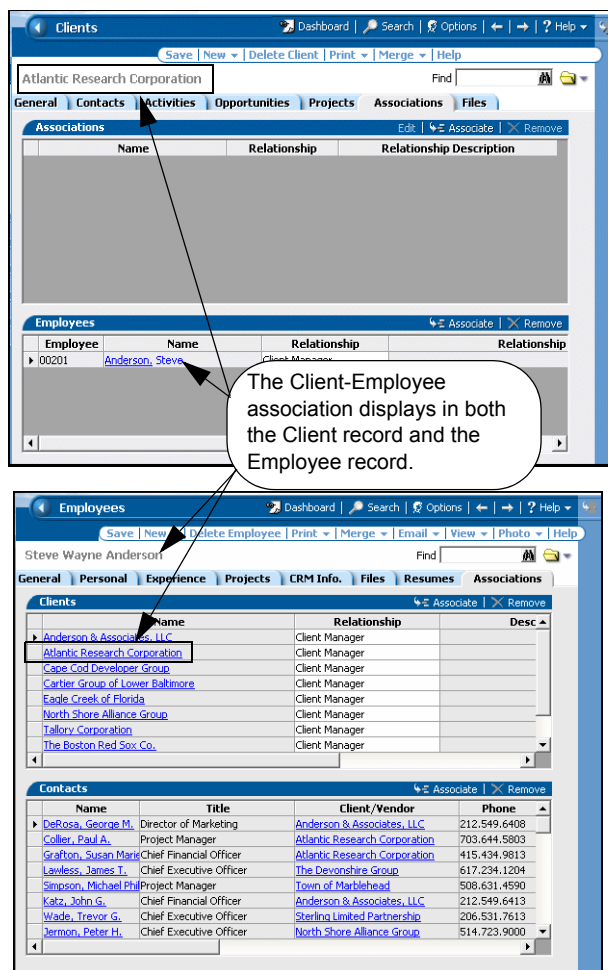 Clients
Dashboard | Search | Options | ← | → | ? Help
Save | New | Delete Client | Print | Merge | Help
Atlantic Research Corporation
Find
General Contacts Activities Opportunities Projects Associations Files
Associations Edit | Associate | Remove
Name Relationship Relationship Description
Employees Associate | Remove
Employee Name Relationship Relationship
00201 Anderson, Steve Client Manager
The Client-Employee
association displays in both
the Client record and the
Employee record.
Employees
Dashboard | Search | Options | ← | → | ? Help
Save | New | Delete Employee | Print | Merge | Email | View | Photo | Help
Steve Wayne Anderson
Find
General Personal Experience Projects CRM Info. Files Resumes Associations
Clients Associate | Remove
Name Relationship Desc
Anderson & Associates, LLC Client Manager
Atlantic Research Corporation Client Manager
Cape Cod Developer Group Client Manager
Cartier Group of Lower Baltimore Client Manager
Eagle Creek of Florida Client Manager
North Shore Alliance Group Client Manager
Tallory Corporation Client Manager
The Boston Red Sox Co. Client Manager
Contacts Associate | Remove
Name Title Client/Vendor Phone
DeRosa, George M. Director of Marketing Anderson & Associates, LLC 212.549.6408
Collier, Paul A. Project Manager Atlantic Research Corporation 703.644.5803
Grafton, Susan Marie Chief Financial Officer Atlantic Research Corporation 415.434.9813
Lawless, James T. Chief Executive Officer The Devonshire Group 617.234.1204
Simpson, Michael Phil Project Manager Town of Marblehead 508.631.4590
Katz, John G. Chief Financial Officer Anderson & Associates, LLC 212.549.6413
Wade, Trevor G. Chief Executive Officer Sterling Limited Partnership 206.531.7613
Jermon, Peter H. Chief Executive Officer North Shore Alliance Group 514.723.9000